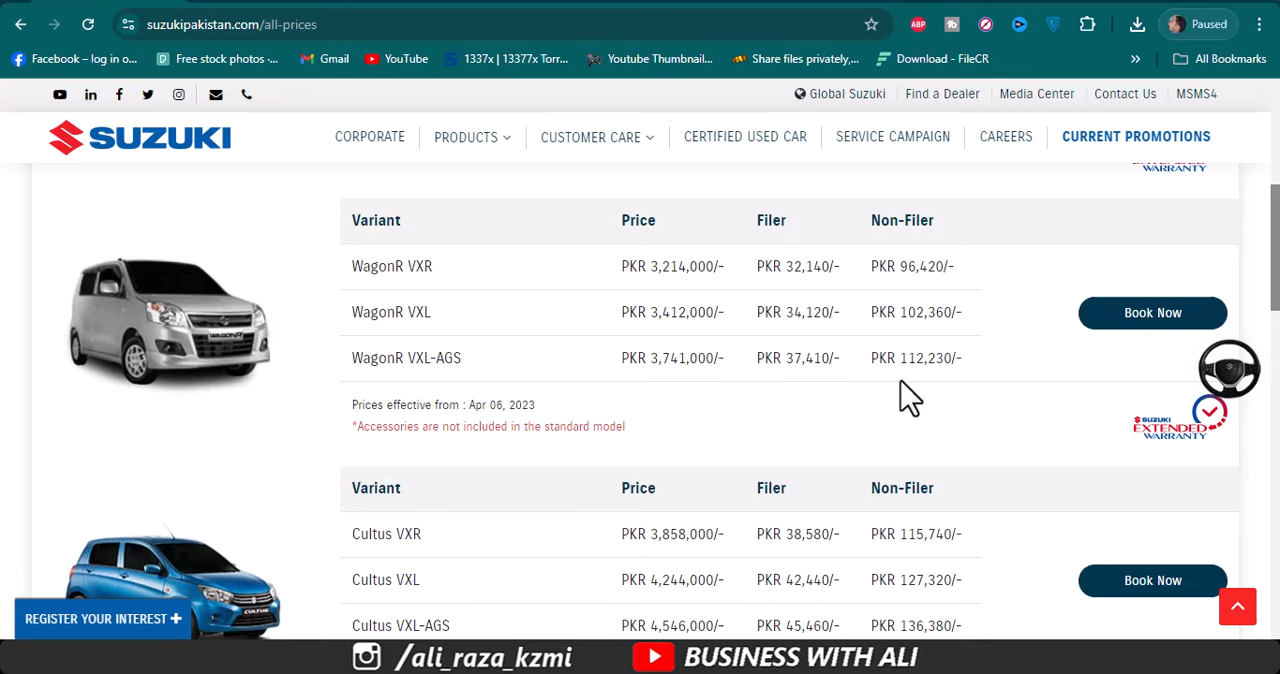 suzukipakistan.com/all-prices
ABP
Paused
Facebook – log in o...
Free stock photos -...
Gmail
YouTube
1337x | 13377x Torr...
Youtube Thumbnail...
Share files privately,...
Download - FileCR
»
All Bookmarks
Global Suzuki
Find a Dealer
Media Center
Contact Us
MSMS4
SUZUKI
CORPORATE
PRODUCTS
CUSTOMER CARE
CERTIFIED USED CAR
SERVICE CAMPAIGN
CAREERS
CURRENT PROMOTIONS
WARRANTY
Variant Price Filer Non-Filer
WagonR VXR PKR 3,214,000/- PKR 32,140/- PKR 96,420/-
WagonR VXL PKR 3,412,000/- PKR 34,120/- PKR 102,360/-
Book Now
WagonR VXL-AGS PKR 3,741,000/- PKR 37,410/- PKR 112,230/-
Prices effective from : Apr 06, 2023
*Accessories are not included in the standard model
SUZUKI
EXTENDED
WARRANTY
Variant Price Filer Non-Filer
Cultus VXR PKR 3,858,000/- PKR 38,580/- PKR 115,740/-
Cultus VXL PKR 4,244,000/- PKR 42,440/- PKR 127,320/-
Book Now
Cultus VXL-AGS PKR 4,546,000/- PKR 45,460/- PKR 136,380/-
REGISTER YOUR INTEREST +
/ali_raza_kzmi
BUSINESS WITH ALI